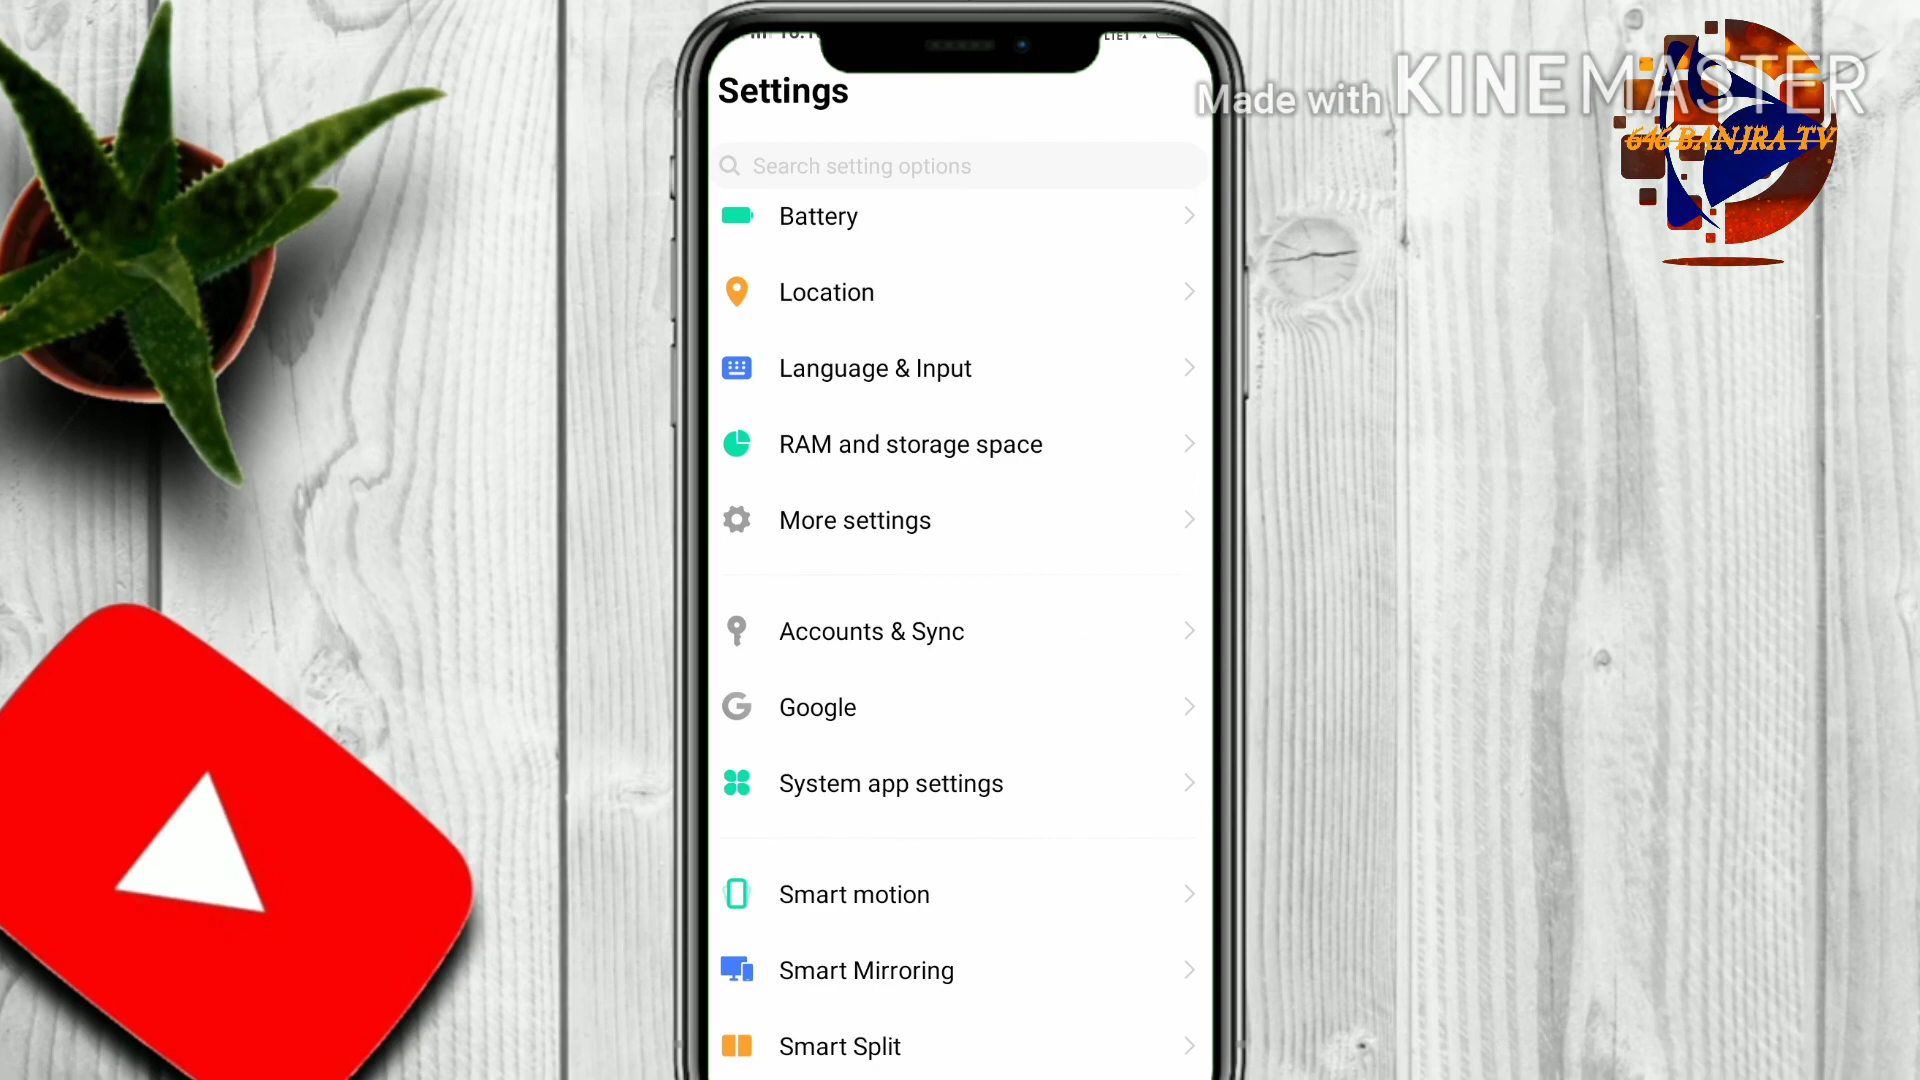 Settings
Made with KINEMASTER
646 BANJRA TV
Search setting options
Battery
Location
Language & Input
RAM and storage space
More settings
Accounts & Sync
Google
System app settings
Smart motion
Smart Mirroring
Smart Split